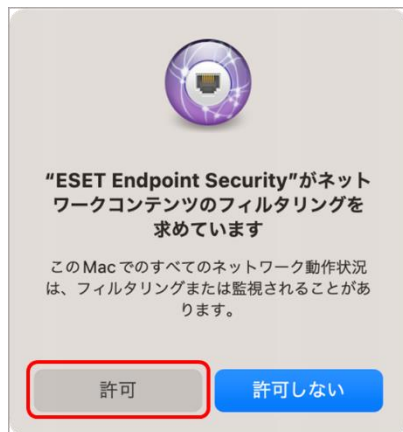 “ESET Endpoint Security”がネット
ワークコンテンツのフィルタリングを
求めています
このMacでのすべてのネットワーク動作状況
は、フィルタリングまたは監視されることがあ
ります。
許可
許可しない